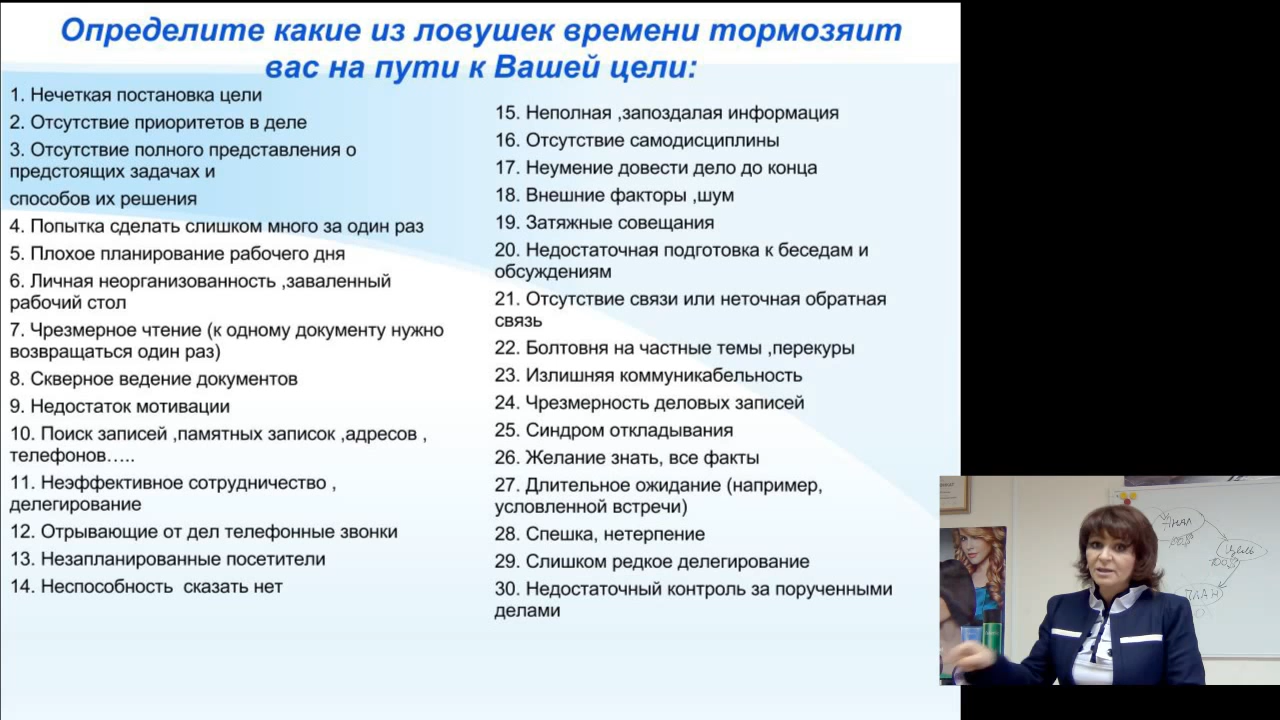 Определите какие из ловушек времени тормозяит
вас на пути к Вашей цели:
1. Нечеткая постановка цели
2. Отсутствие приоритетов в деле
3. Отсутствие полного представления о
предстоящих задачах и
способов их решения
4. Попытка сделать слишком много за один раз
5. Плохое планирование рабочего дня
6. Личная неорганизованность ,заваленный
рабочий стол
7. Чрезмерное чтение (к одному документу нужно
возвращаться один раз)
8. Скверное ведение документов
9. Недостаток мотивации
10. Поиск записей ,памятных записок ,адресов ,
телефонов…..
11. Неэффективное сотрудничество ,
делегирование
12. Отрывающие от дел телефонные звонки
13. Незапланированные посетители
14. Неспособность  сказать нет
15. Неполная ,запоздалая информация
16. Отсутствие самодисциплины
17. Неумение довести дело до конца
18. Внешние факторы ,шум
19. Затяжные совещания
20. Недостаточная подготовка к беседам и
обсуждениям
21. Отсутствие связи или неточная обратная
связь
22. Болтовня на частные темы ,перекуры
23. Излишняя коммуникабельность
24. Чрезмерность деловых записей
25. Синдром откладывания
26. Желание знать, все факты
27. Длительное ожидание (например,
условленной встречи)
28. Спешка, нетерпение
29. Слишком редкое делегирование
30. Недостаточный контроль за порученными
делами
цель
план